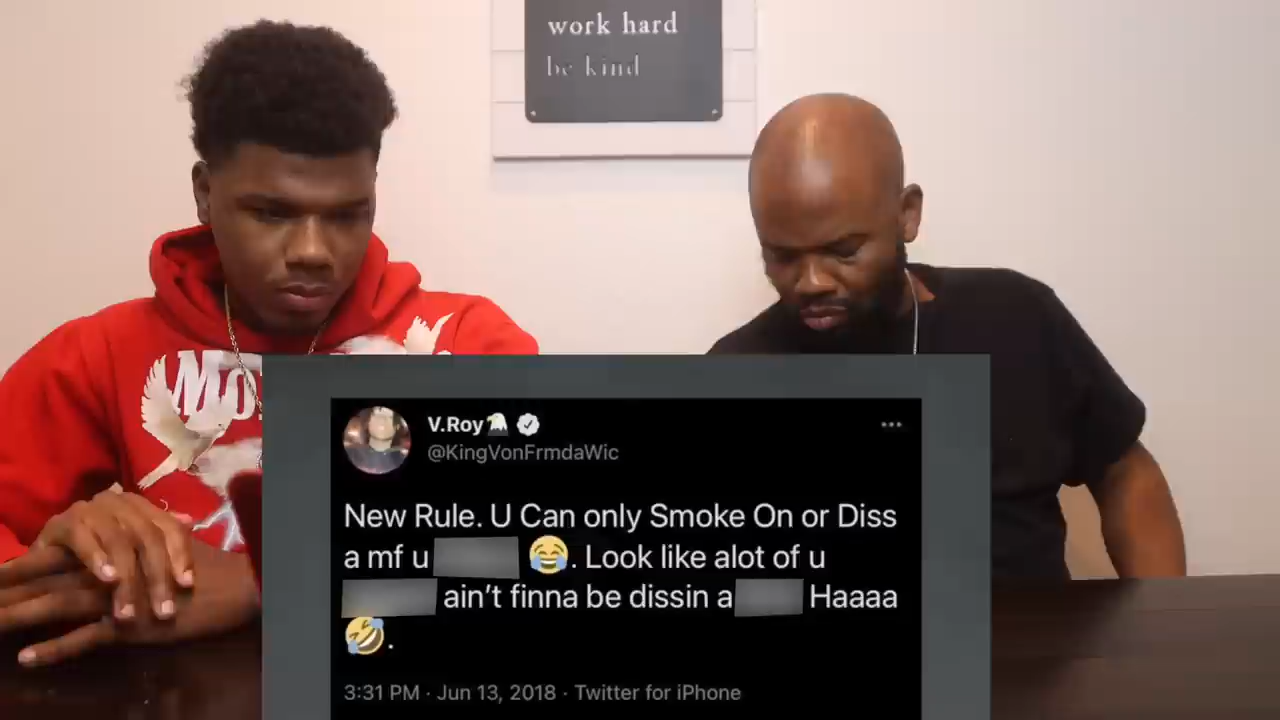 work hard
be kind
MO
V.Roy
@KingVonFrmdaWic
New Rule. U Can only Smoke On or Diss
a mf u 😂. Look like alot of u
ain't finna be dissin a Haaaa
🤣.
3:31 PM · Jun 13, 2018 · Twitter for iPhone